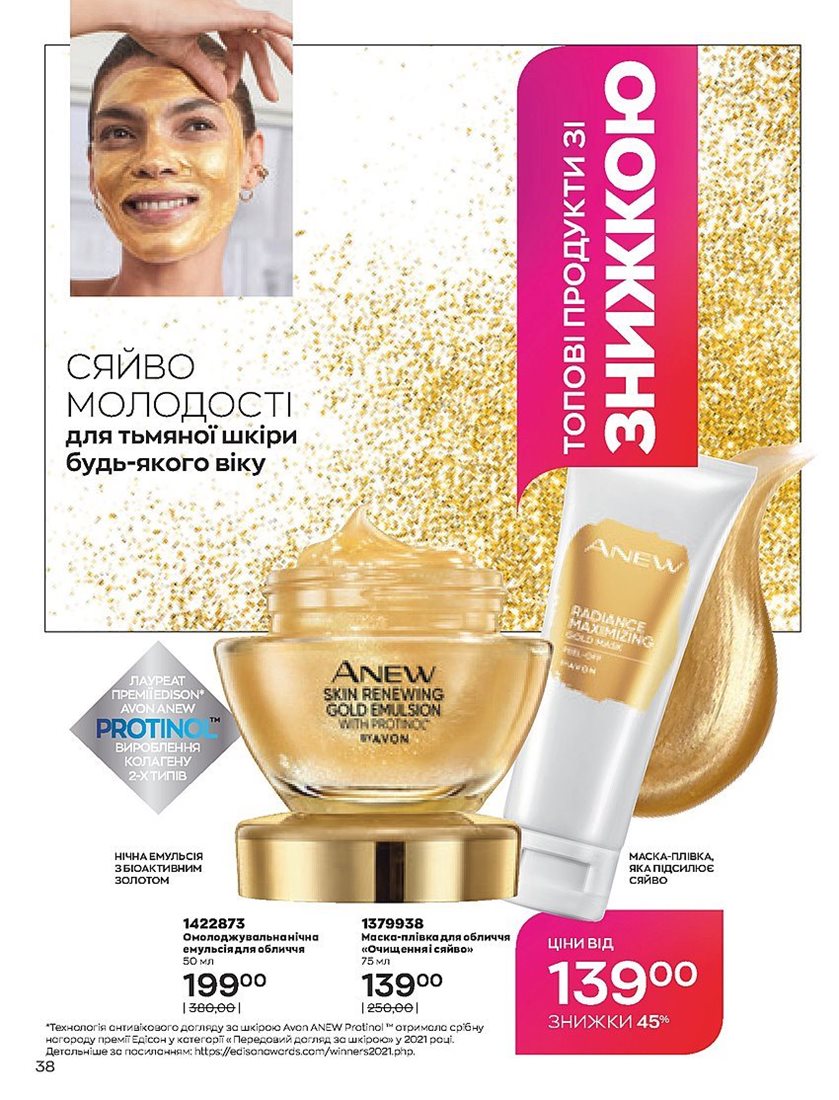 ТОПОВІ ПРОДУКТИ ЗІ
ЗНИЖКОЮ
СЯЙВО
МОЛОДОСТІ
для тьмяної шкіри
будь-якого віку
ANEW
RADIANCE
MAXIMIZING
GOLD MASK
PEEL-OFF
BY AVON
ANEW
SKIN RENEWING
GOLD EMULSION
WITH PROTINOL™
BY AVON
ЛАУРЕАТ
ПРЕМІЇ EDISON*
AVON ANEW
PROTINOL™
ВИРОБЛЕННЯ
КОЛАГЕНУ
2-Х ТИПІВ
НІЧНА ЕМУЛЬСІЯ
З БІОАКТИВНИМ
ЗОЛОТОМ
МАСКА-ПЛІВКА,
ЯКА ПІДСИЛЮЄ
СЯЙВО
1422873
Омолоджувальна нічна
емульсія для обличчя
50 мл
19900
| 380,00 |
1379938
Маска-плівка для обличчя
«Очищення і сяйво»
75 мл
13900
| 250,00 |
ЦІНИ ВІД
13900
ЗНИЖКИ 45%
*Технологія антивікового догляду за шкірою Avon ANEW Protinol ™ отримала срібну
нагороду премії Едісон у категорії «Передовий догляд за шкірою» у 2021 році.
Детальніше за посиланням: https://edisonawards.com/winners2021.php.
38